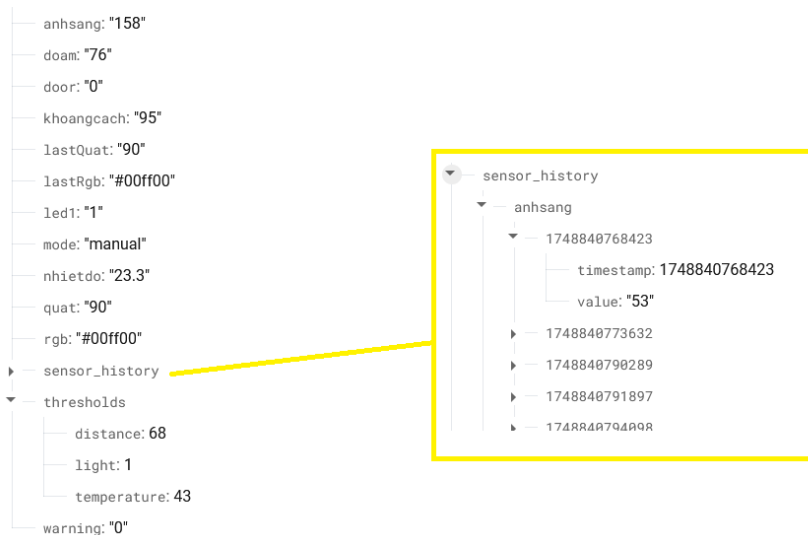 anhsang: "158"
doam: "76"
door: "0"
khoangcach: "95"
lastQuat: "90"
lastRgb: "#00ff00"
led1: "1"
mode: "manual"
nhietdo: "23.3"
quat: "90"
rgb: "#00ff00"
sensor_history
thresholds
distance: 68
light: 1
temperature: 43
warning: "0"
sensor_history
anhsang
1748840768423
timestamp: 1748840768423
value: "53"
1748840773632
1748840790289
1748840791897
1748840794098